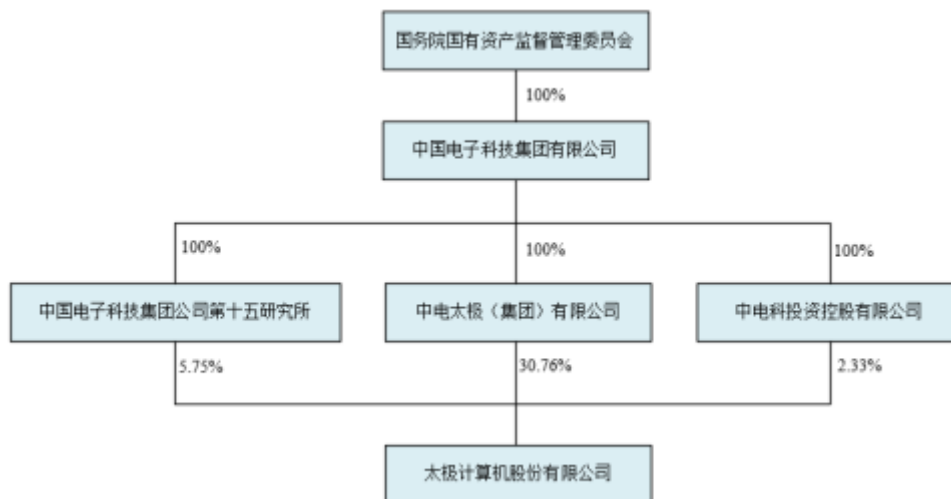 国务院国有资产监督管理委员会
100%
中国电子科技集团有限公司
100%
100%
100%
中国电子科技集团公司第十五研究所
中电太极（集团）有限公司
中电科投资控股有限公司
5.75%
30.76%
2.33%
太极计算机股份有限公司